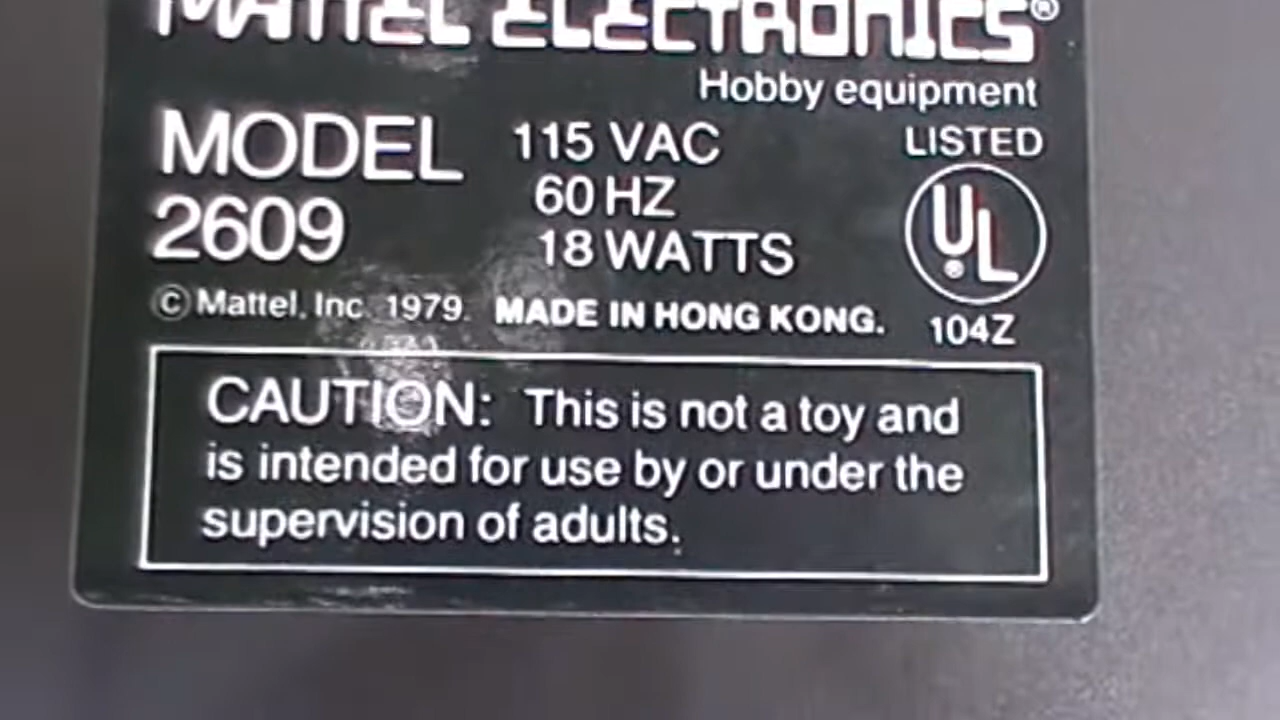 MATTEL ELECTRONICS®
Hobby equipment
MODEL 2609
115 VAC
60 HZ
18 WATTS
LISTED
UL
®
104Z
© Mattel, Inc. 1979. MADE IN HONG KONG.
CAUTION: This is not a toy and
is intended for use by or under the
supervision of adults.